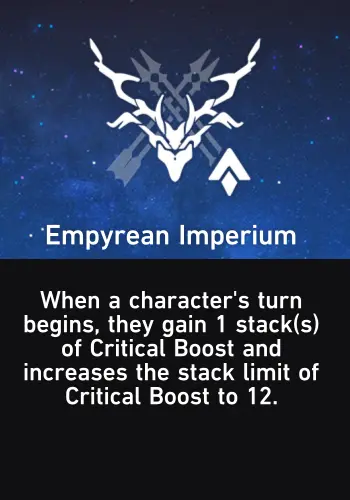 Empyrean Imperium
When a character's turn
begins, they gain 1 stack(s)
of Critical Boost and
increases the stack limit of
Critical Boost to 12.